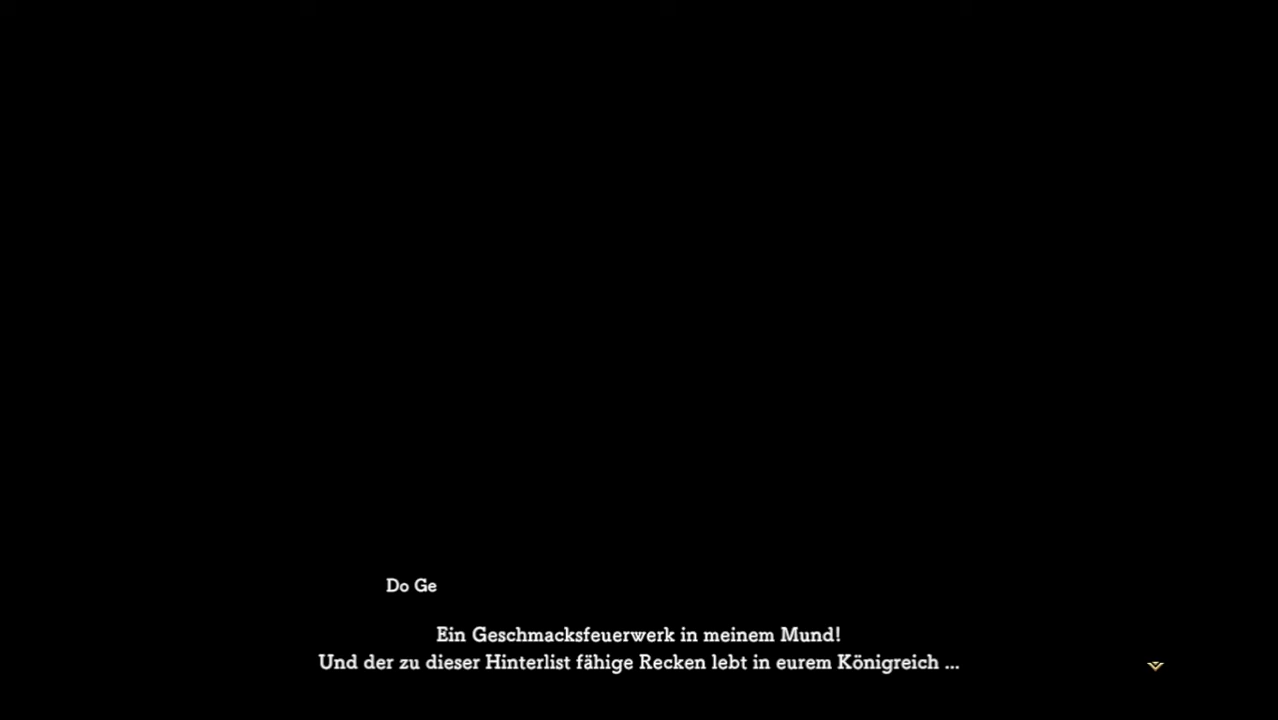 Do Ge
Ein Geschmacksfeuerwerk in meinem Mund!
Und der zu dieser Hinterlist fähige Recken lebt in eurem Königreich ...